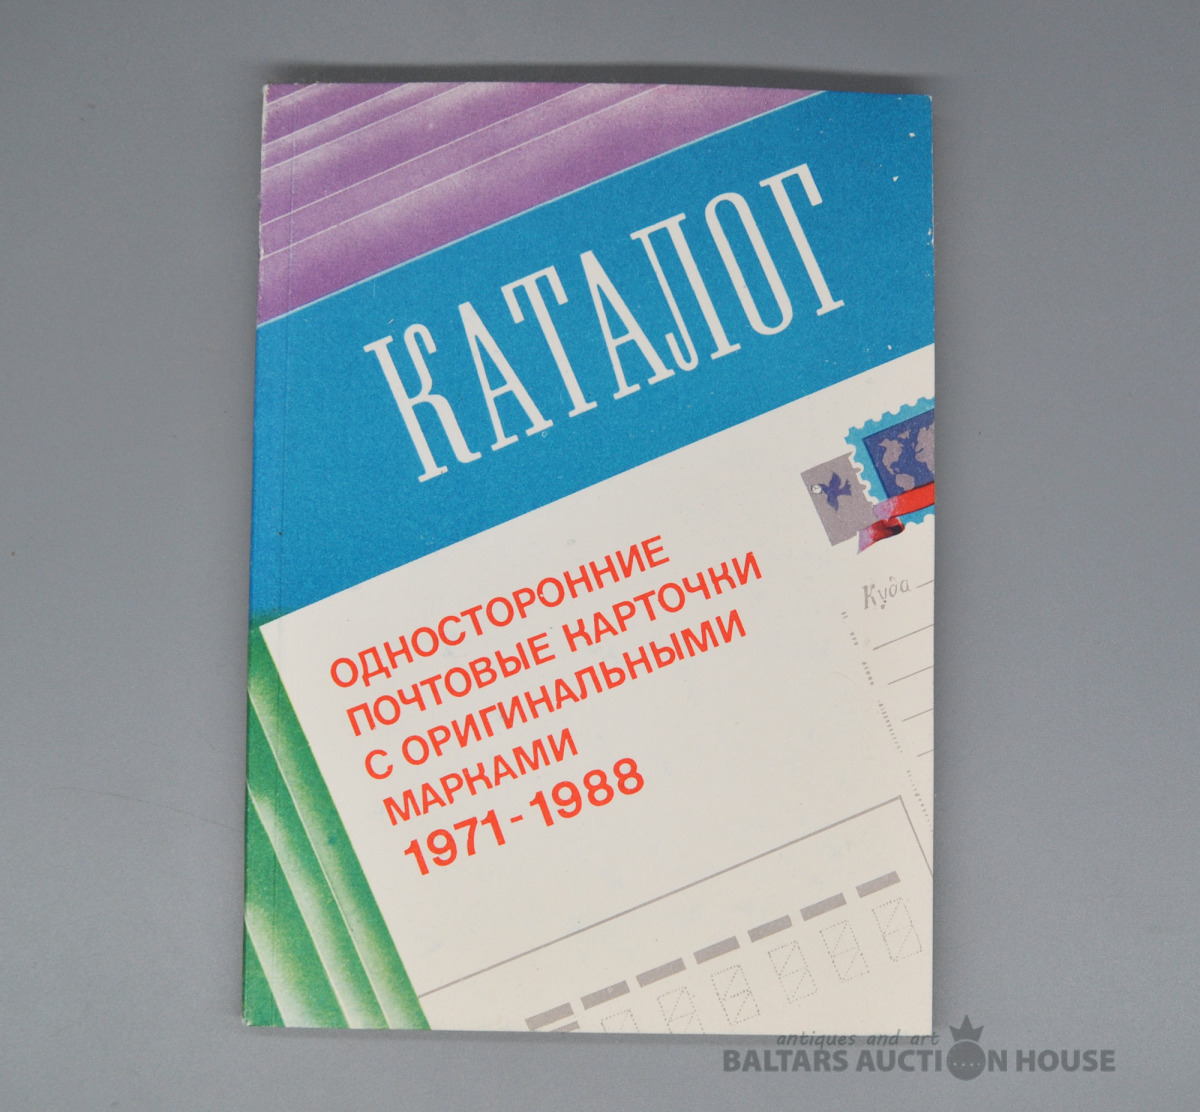 КАТАЛОГ
ОДНОСТОРОННИЕ
ПОЧТОВЫЕ КАРТОЧКИ
С ОРИГИНАЛЬНЫМИ
МАРКАМИ
1971-1988
Куда
antiques and art
BALTARS AUCTION HOUSE